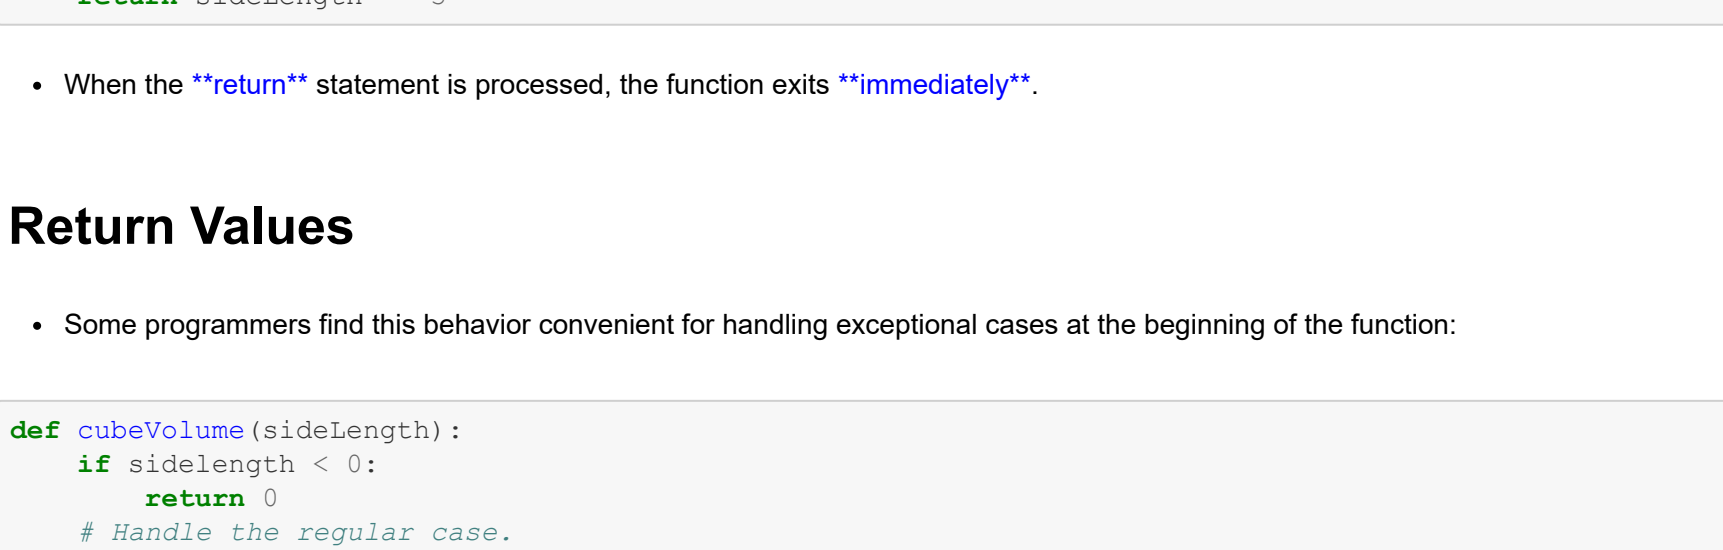 return sideLength
• When the **return** statement is processed, the function exits **immediately**.
Return Values
• Some programmers find this behavior convenient for handling exceptional cases at the beginning of the function:
def cubeVolume(sideLength):
    if sidelength < 0:
        return 0
    # Handle the regular case.